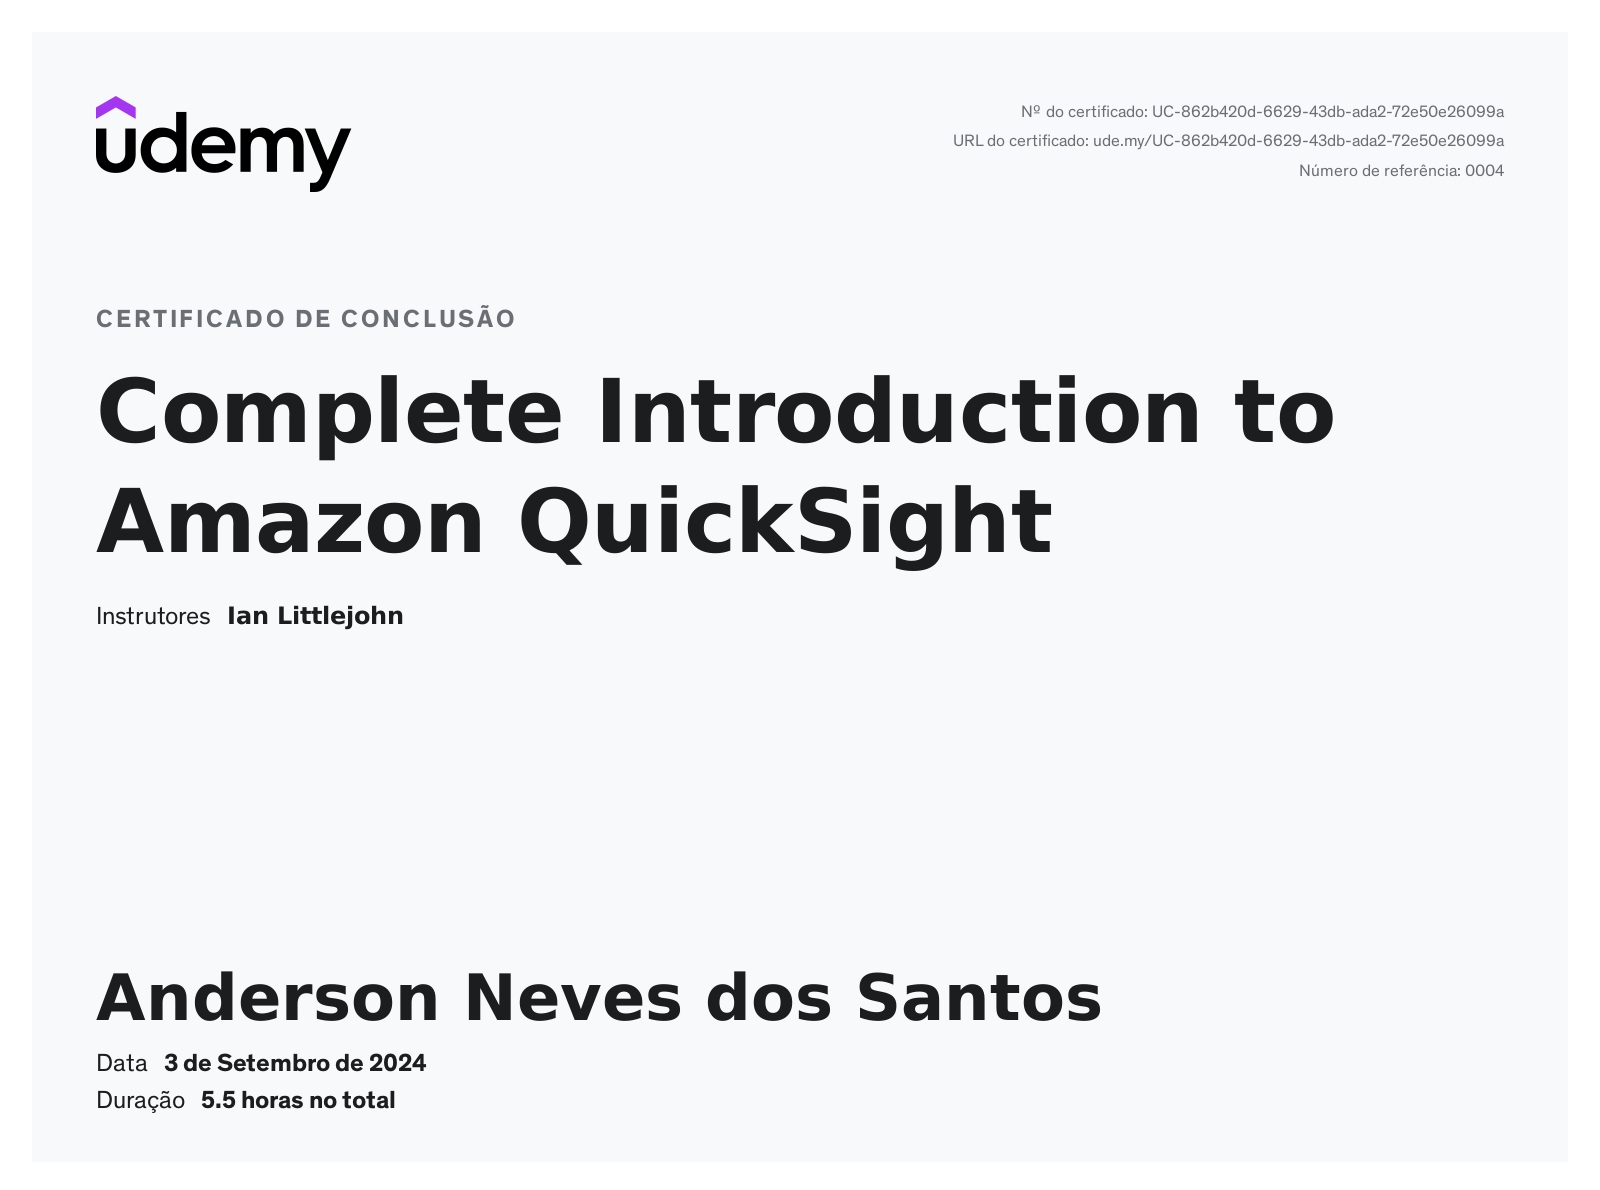 udemy
Nº do certificado: UC-862b420d-6629-43db-ada2-72e50e26099a
URL do certificado: ude.my/UC-862b420d-6629-43db-ada2-72e50e26099a
Número de referência: 0004
CERTIFICADO DE CONCLUSÃO
Complete Introduction to
Amazon QuickSight
Instrutores Ian Littlejohn
Anderson Neves dos Santos
Data 3 de Setembro de 2024
Duração 5.5 horas no total